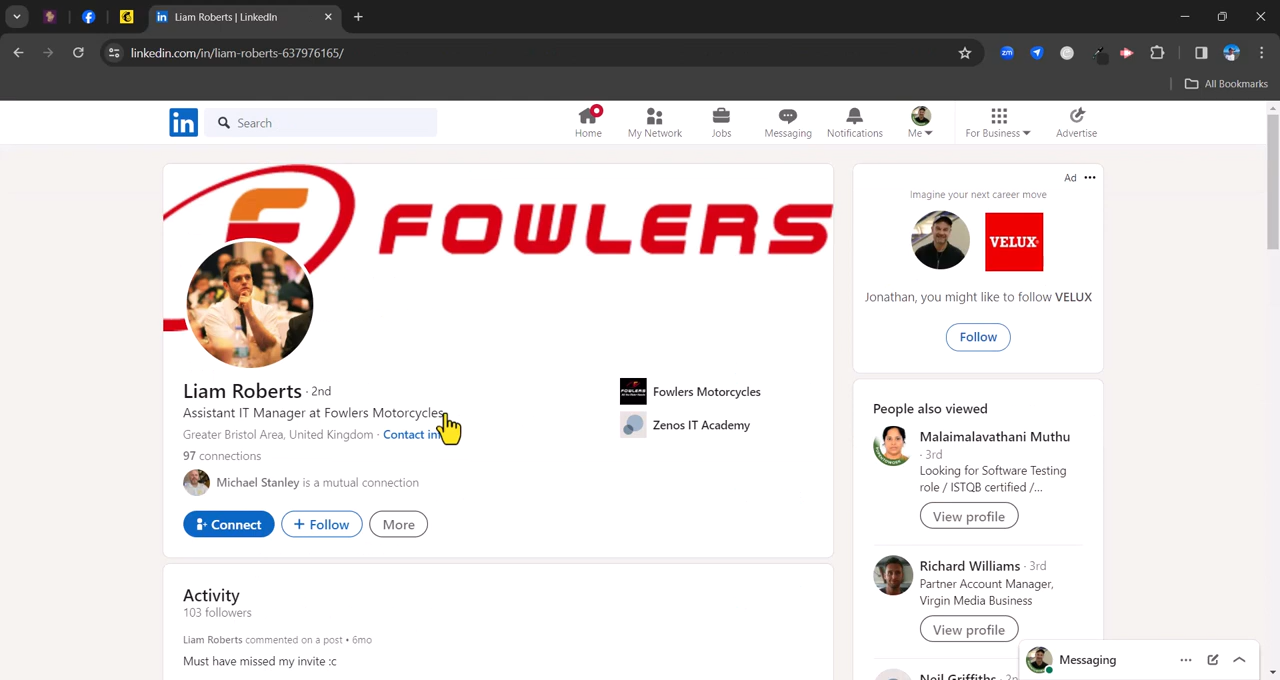 Liam Roberts | LinkedIn
linkedin.com/in/liam-roberts-637976165/
zm
All Bookmarks
in
Search
Home
My Network
Jobs
Messaging
Notifications
Me
For Business
Advertise
FOWLERS
Liam Roberts · 2nd
Assistant IT Manager at Fowlers Motorcycles
Greater Bristol Area, United Kingdom · Contact in
97 connections
Michael Stanley is a mutual connection
Connect
+ Follow
More
Fowlers Motorcycles
Zenos IT Academy
Activity
103 followers
Liam Roberts commented on a post • 6mo
Must have missed my invite :c
Ad •••
Imagine your next career move
VELUX
Jonathan, you might like to follow VELUX
Follow
People also viewed
Malaimalavathani Muthu
· 3rd
Looking for Software Testing
role / ISTQB certified /...
View profile
Richard Williams · 3rd
Partner Account Manager,
Virgin Media Business
View profile
Messaging